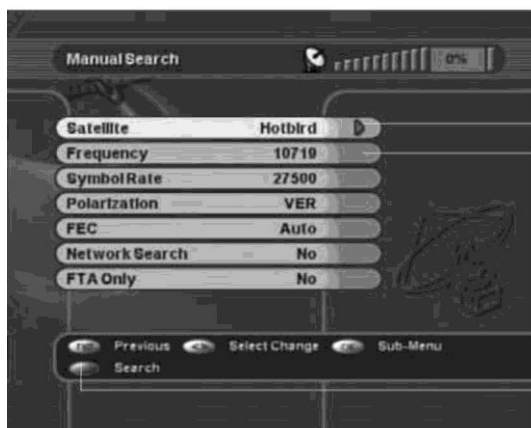 Manual Search
0%
Satellite Hotbird
Frequency 10719
Symbol Rate 27500
Polarization VER
FEC Auto
Network Search No
FTA Only No
Previous Select Change Sub-Menu
Search